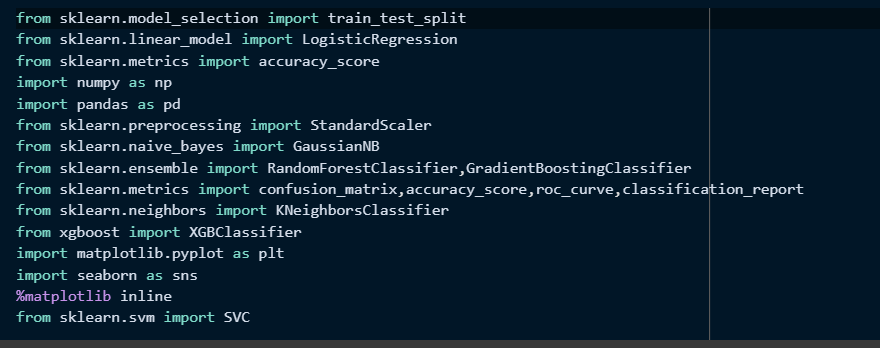 from sklearn.model_selection import train_test_split
from sklearn.linear_model import LogisticRegression
from sklearn.metrics import accuracy_score
import numpy as np
import pandas as pd
from sklearn.preprocessing import StandardScaler
from sklearn.naive_bayes import GaussianNB
from sklearn.ensemble import RandomForestClassifier,GradientBoostingClassifier
from sklearn.metrics import confusion_matrix,accuracy_score,roc_curve,classification_report
from sklearn.neighbors import KNeighborsClassifier
from xgboost import XGBClassifier
import matplotlib.pyplot as plt
import seaborn as sns
%matplotlib inline
from sklearn.svm import SVC